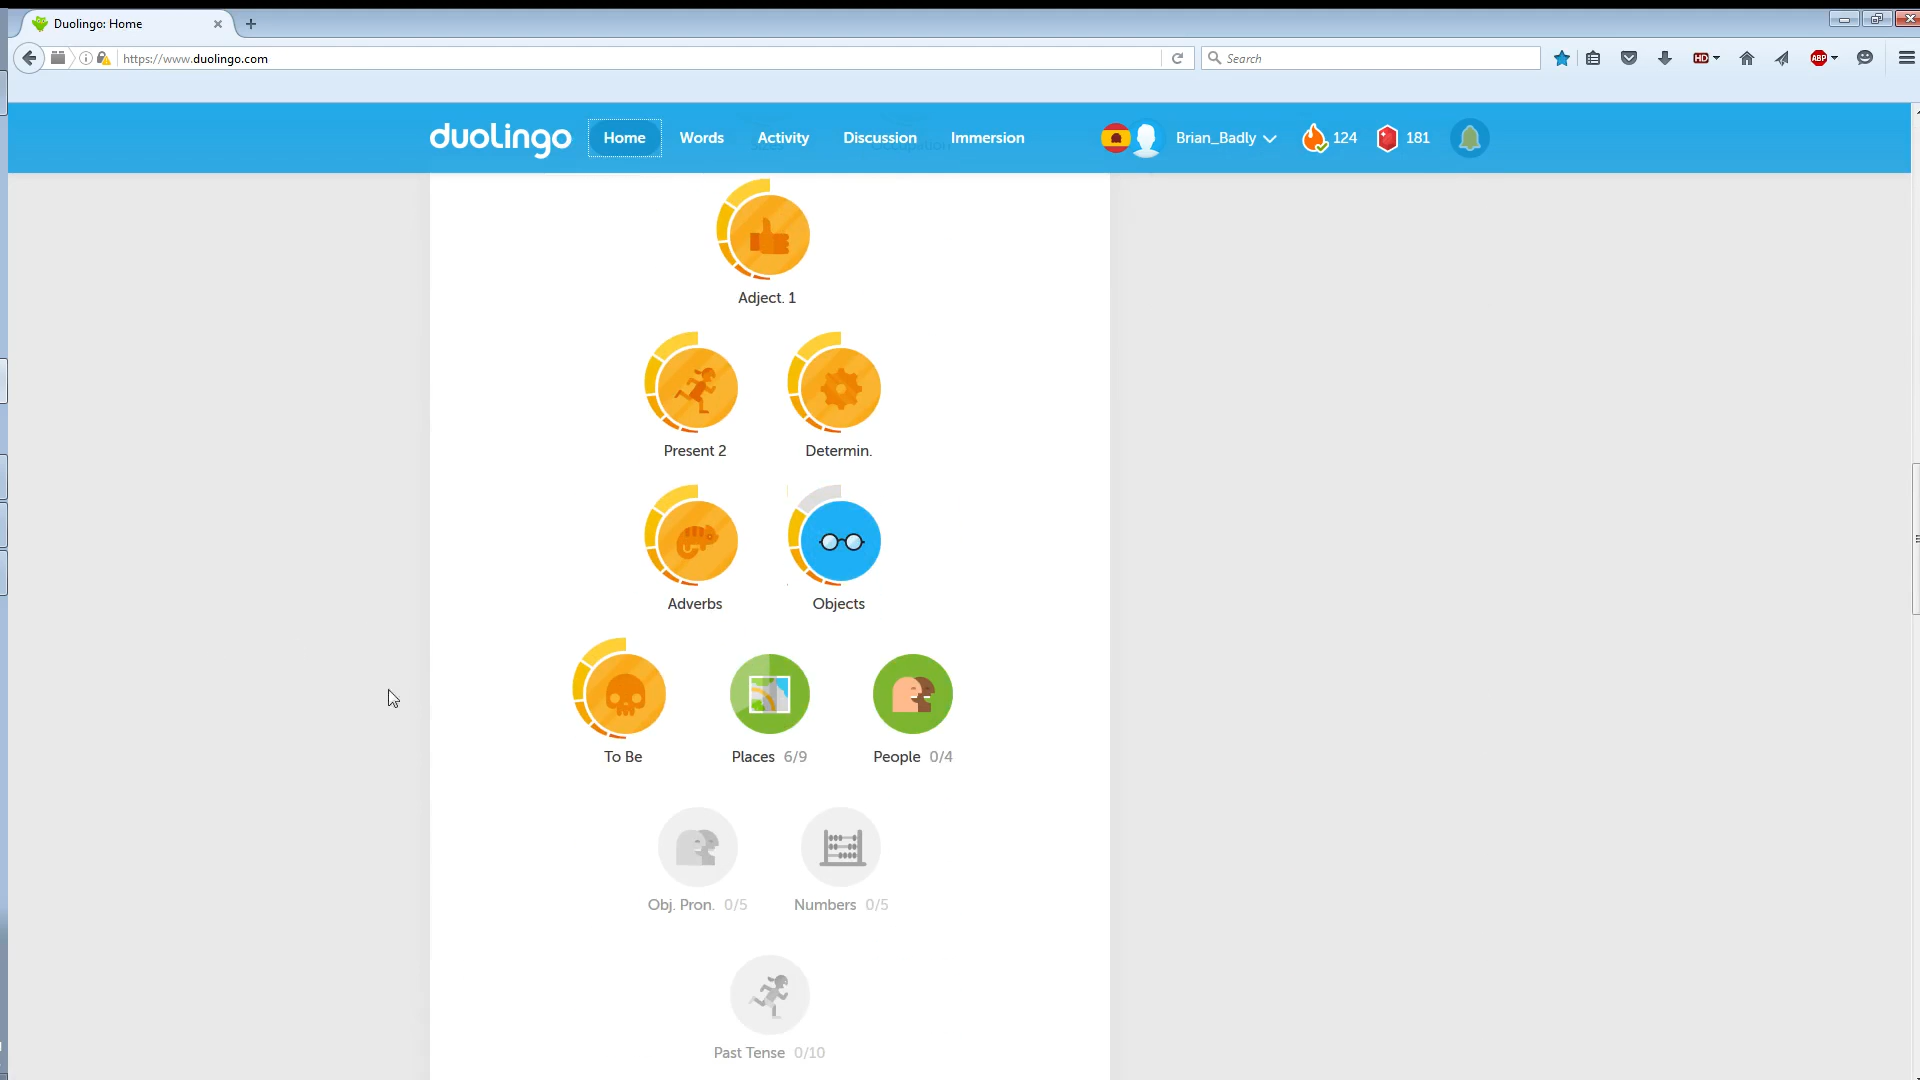 Duolingo: Home
https://www.duolingo.com
Search
HD
ABP
duolingo
Home
Words
Activity
Discussion
Immersion
Brian_Badly
124
181
Adject. 1
Present 2
Determin.
Adverbs
Objects
To Be
Places 6/9
People 0/4
Obj. Pron. 0/5
Numbers 0/5
Past Tense 0/10